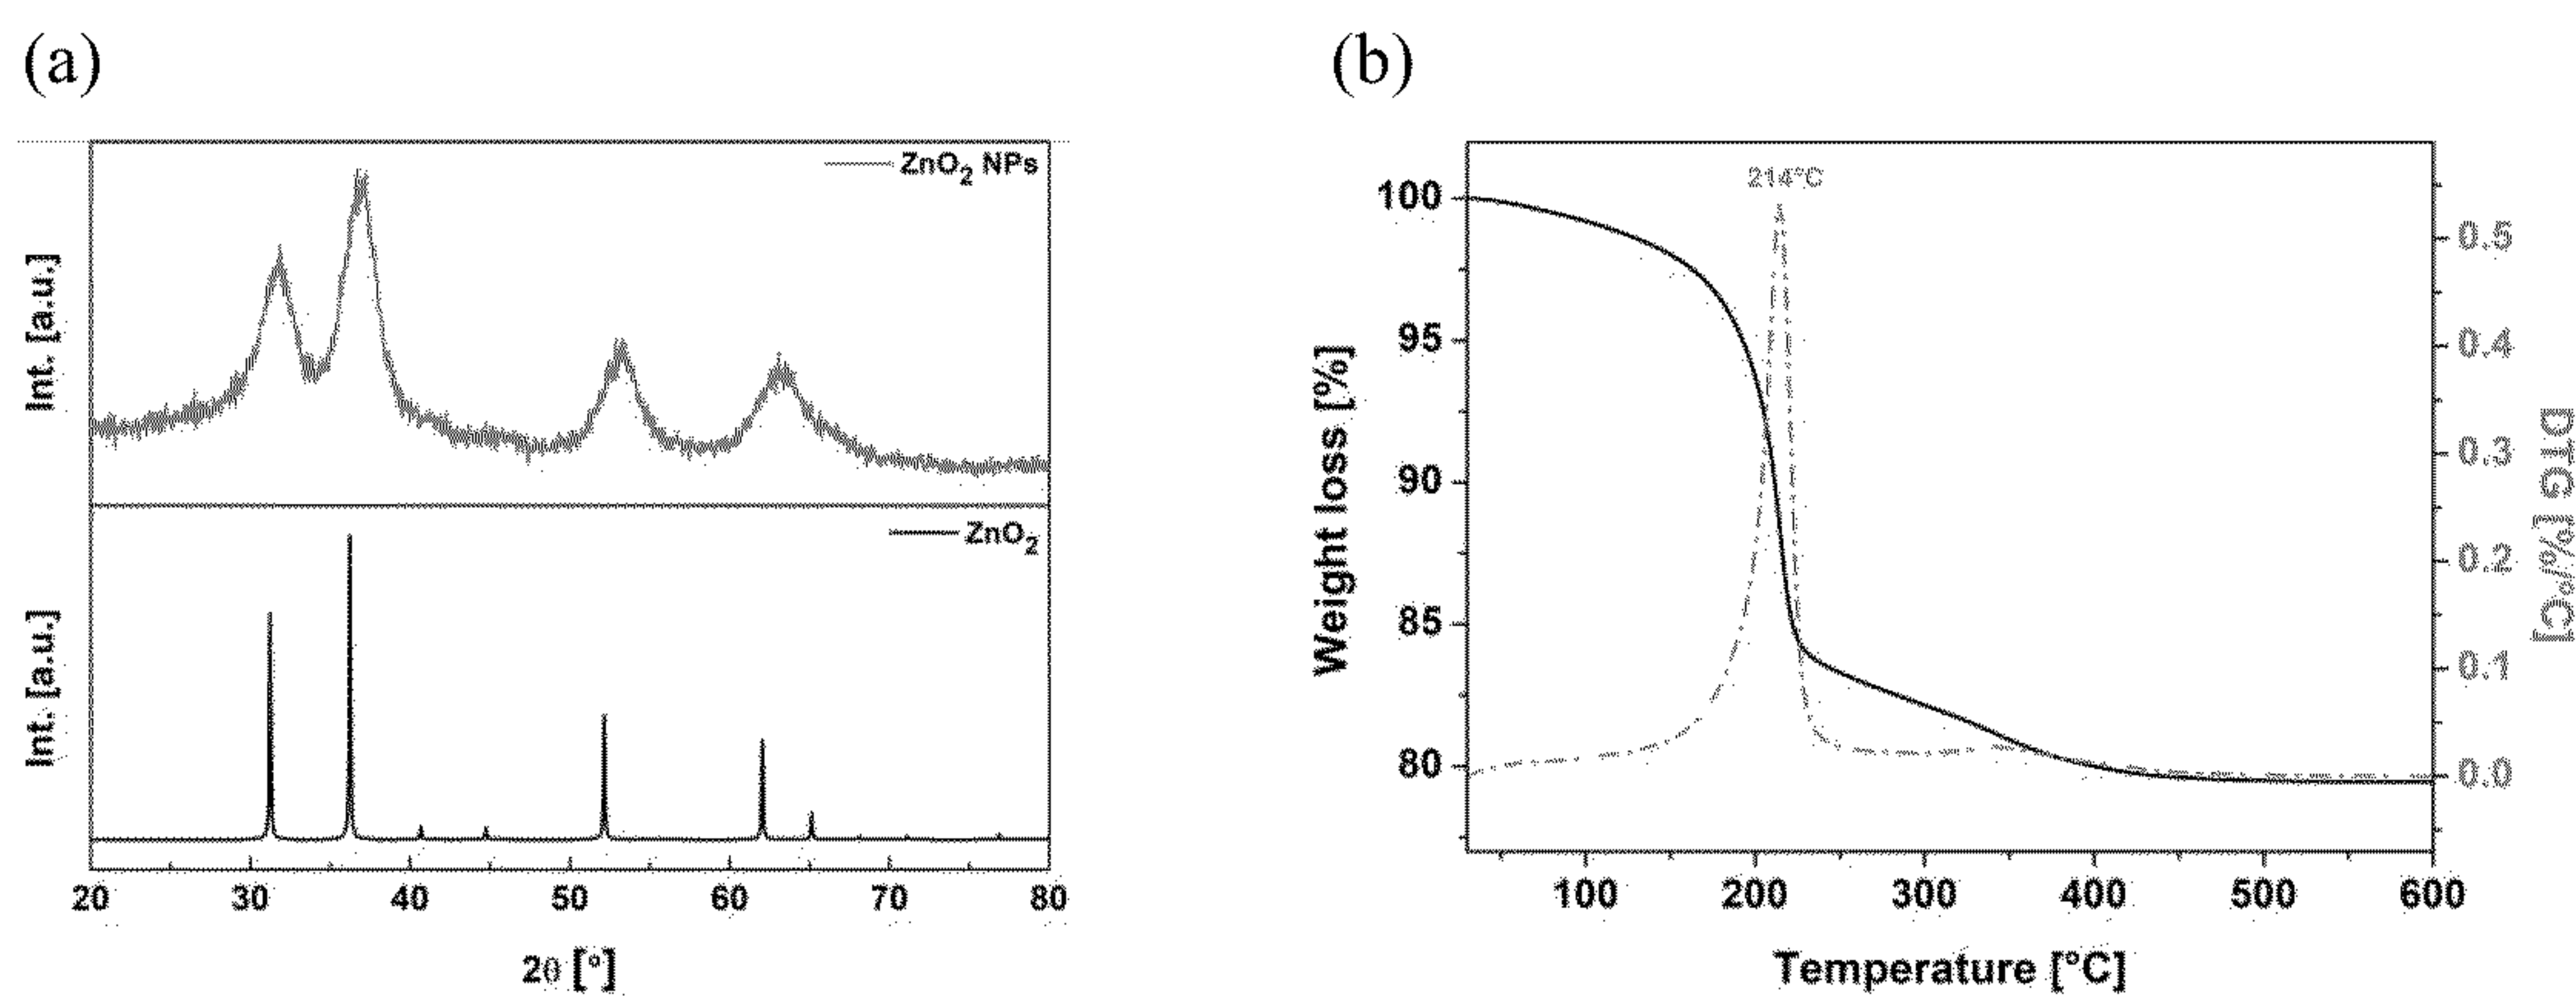 (a)
ZnO2 NPs
Int. [a.u.]
ZnO2
Int. [a.u.]
20 30 40 50 60 70 80
2θ [°]
(b)
214°C
100
95
90
85
80
Weight loss [%]
0.5
0.4
0.3
0.2
0.1
0.0
DTG [%/°C]
100 200 300 400 500 600
Temperature [°C]